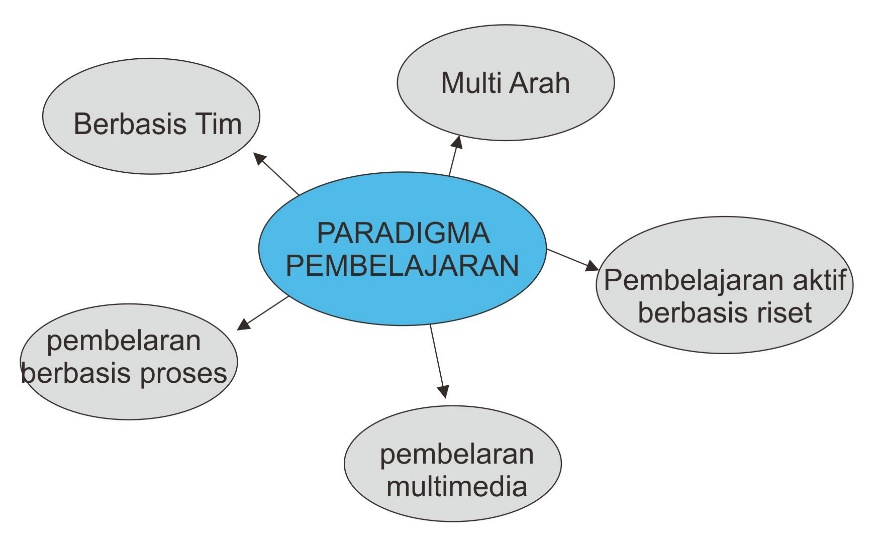 Multi Arah
Berbasis Tim
PARADIGMA
PEMBELAJARAN
Pembelajaran aktif
berbasis riset
pembelaran
berbasis proses
pembelaran
multimedia